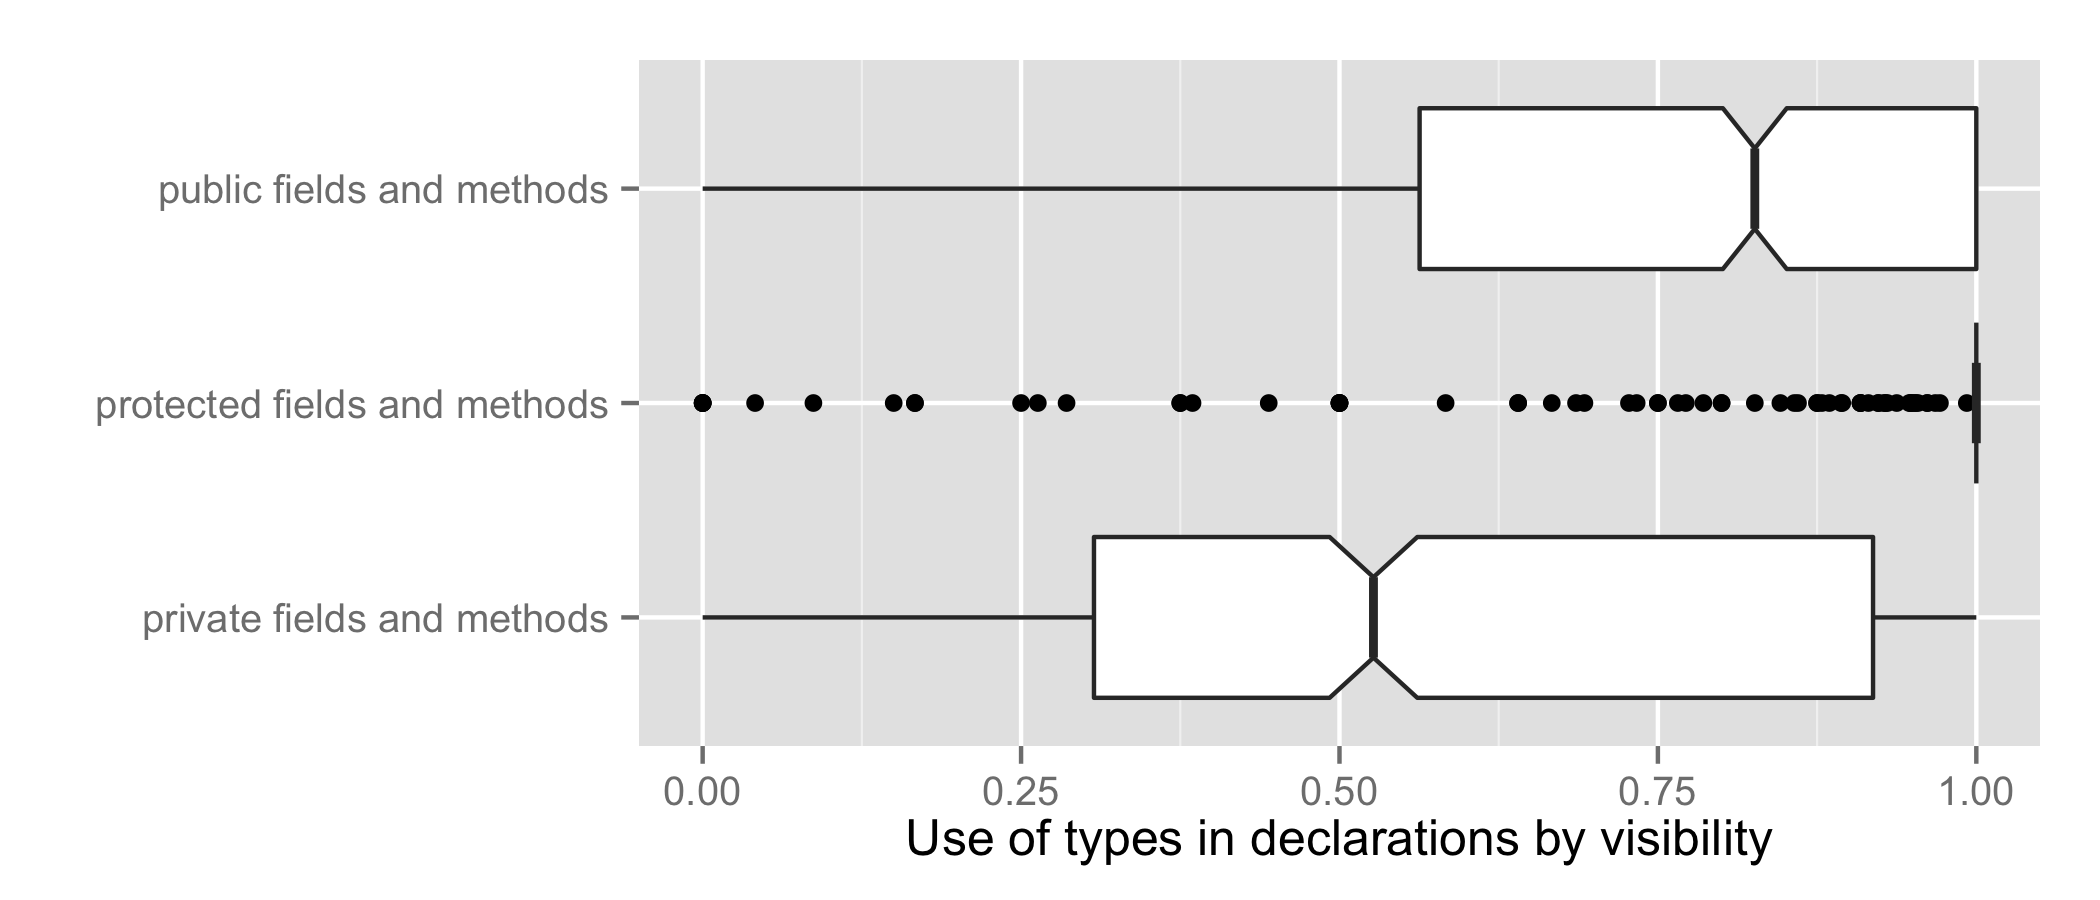 public fields and methods
protected fields and methods
private fields and methods
0.00 0.25 0.50 0.75 1.00
Use of types in declarations by visibility